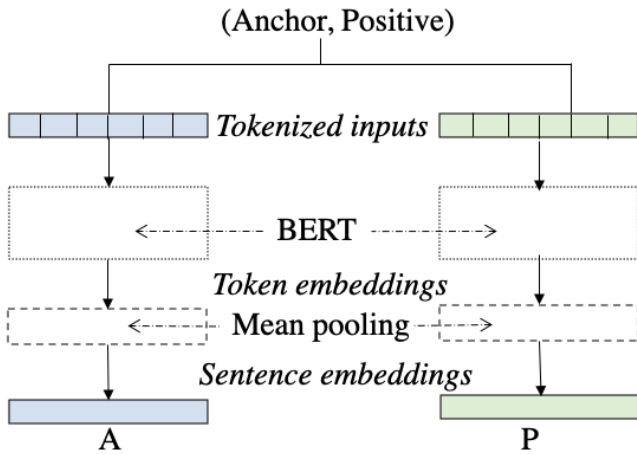 (Anchor, Positive)
Tokenized inputs
BERT
Token embeddings
Mean pooling
Sentence embeddings
A
P